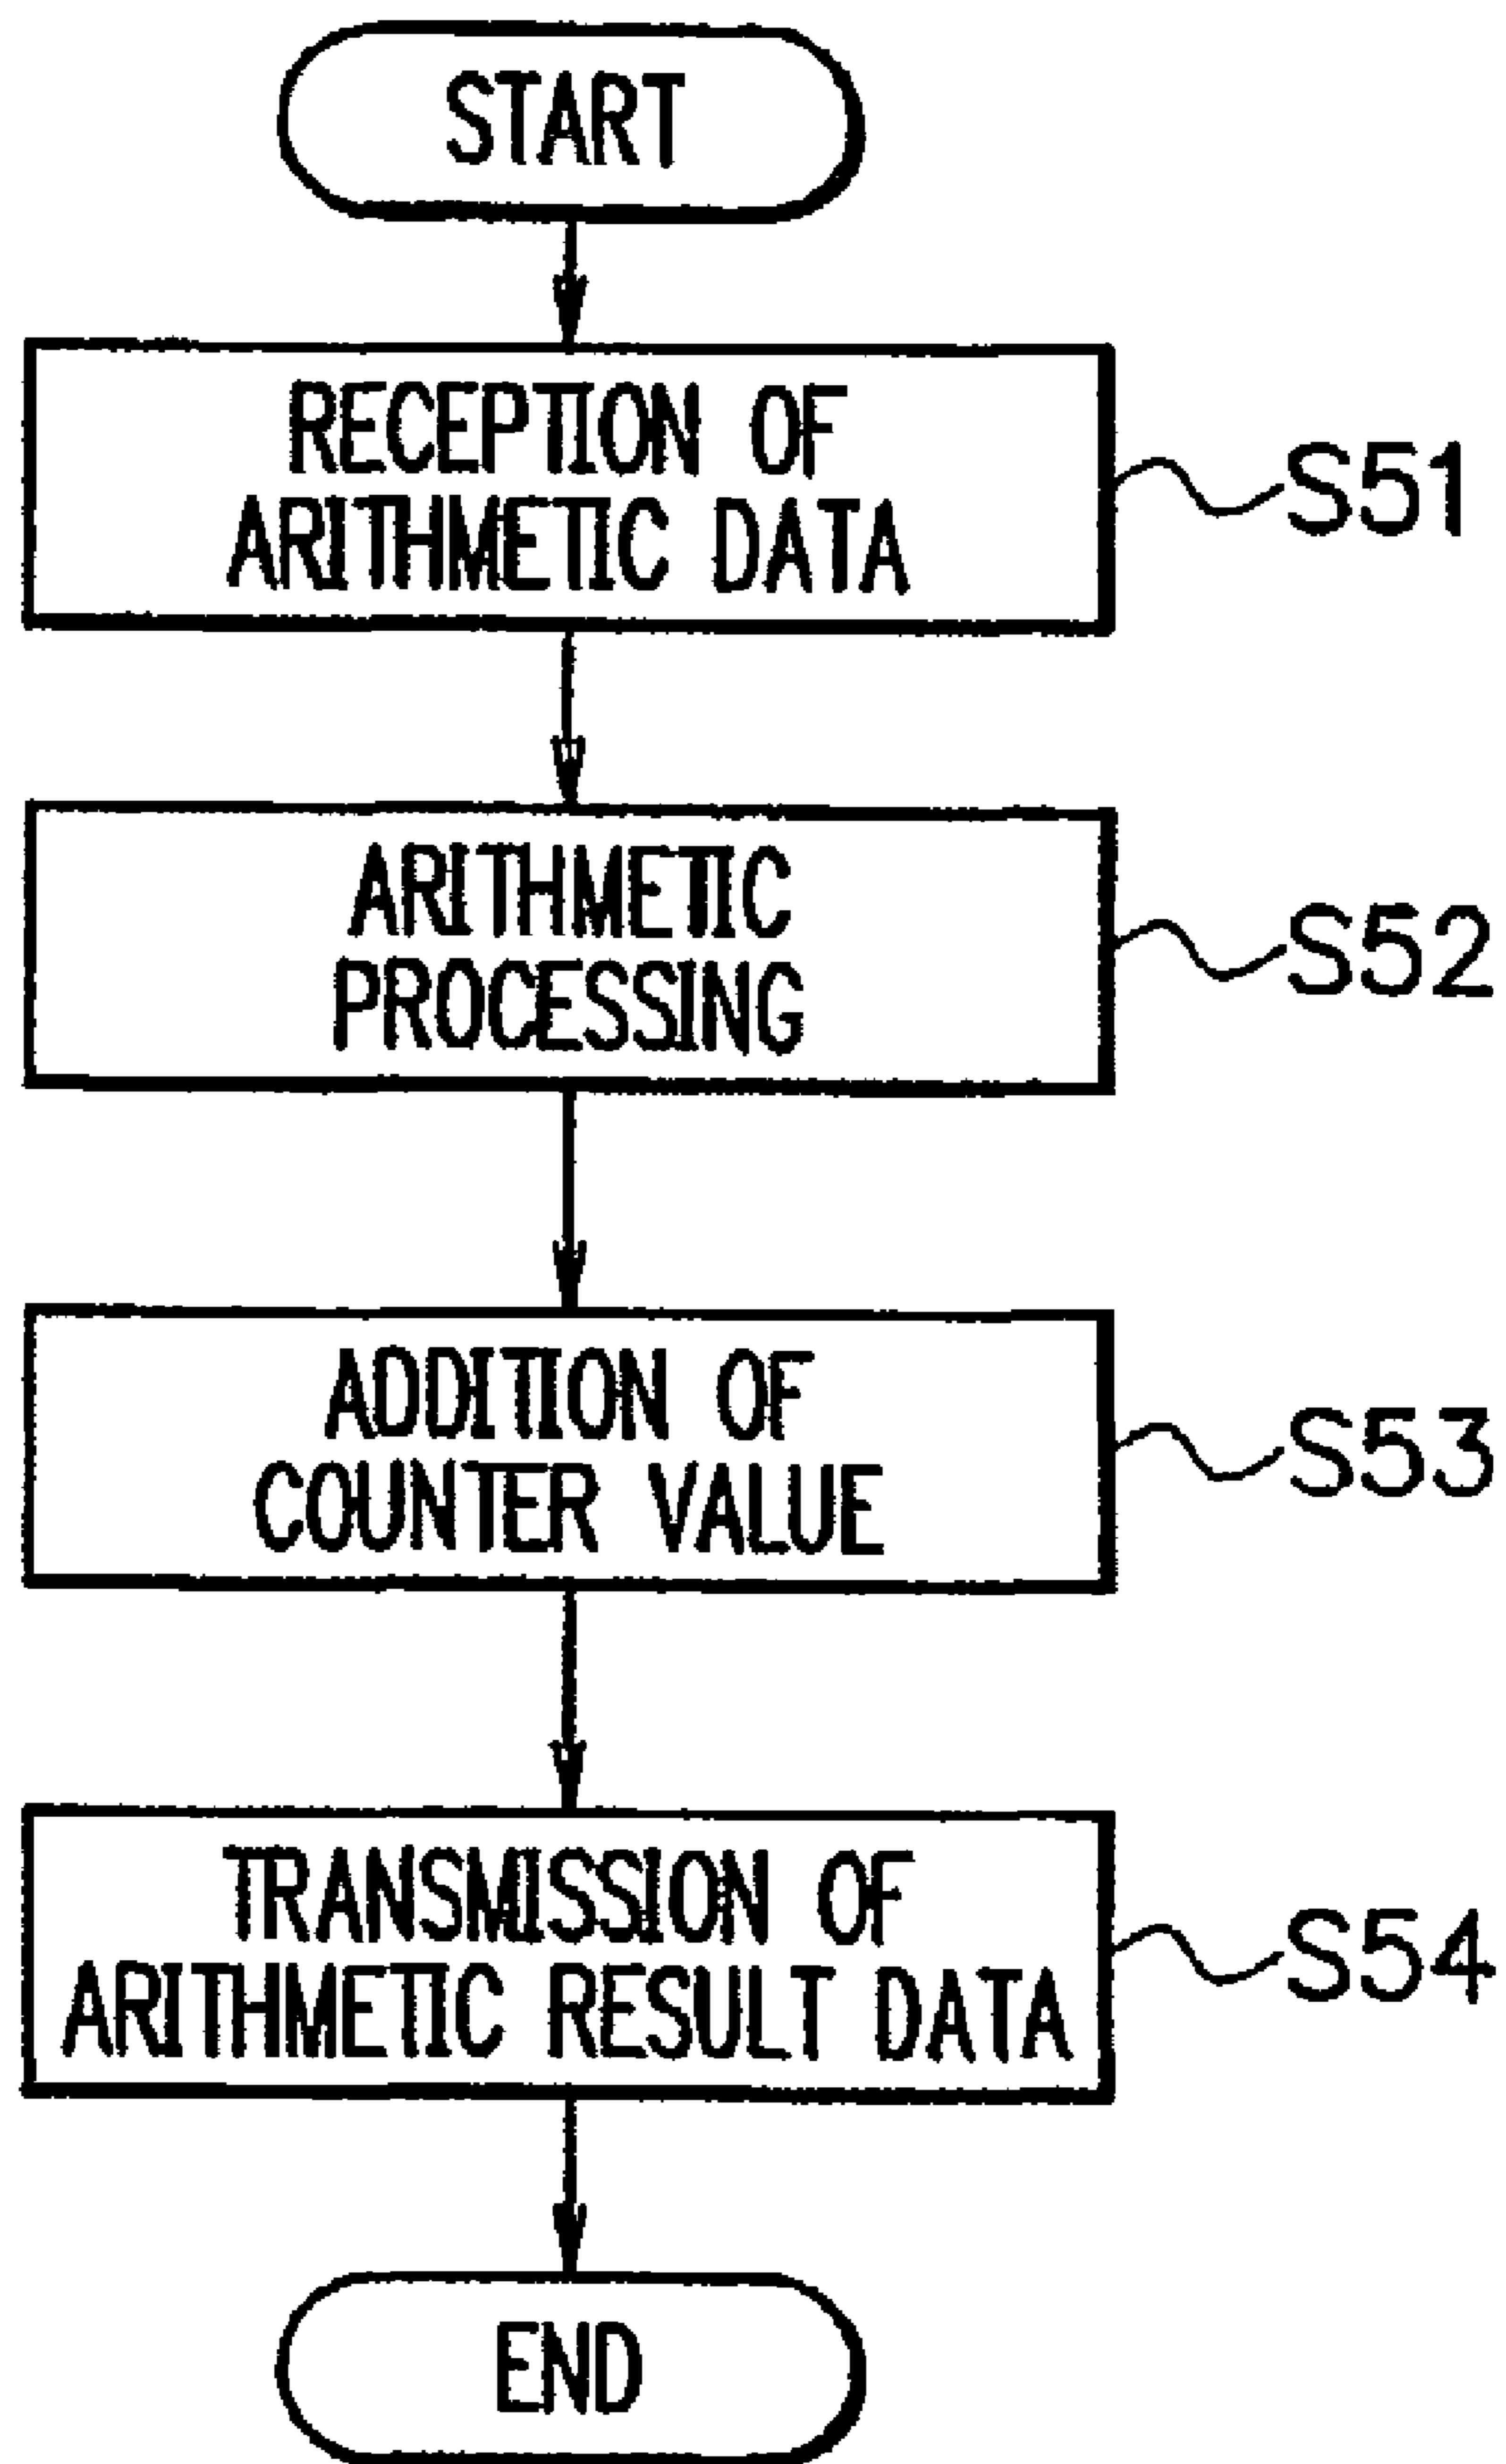 START
RECEPTION OF
ARITHMETIC DATA
S51
ARITHMETIC
PROCESSING
S52
ADDITION OF
COUNTER VALUE
S53
TRANSMISSION OF
ARITHMETIC RESULT DATA
S54
END